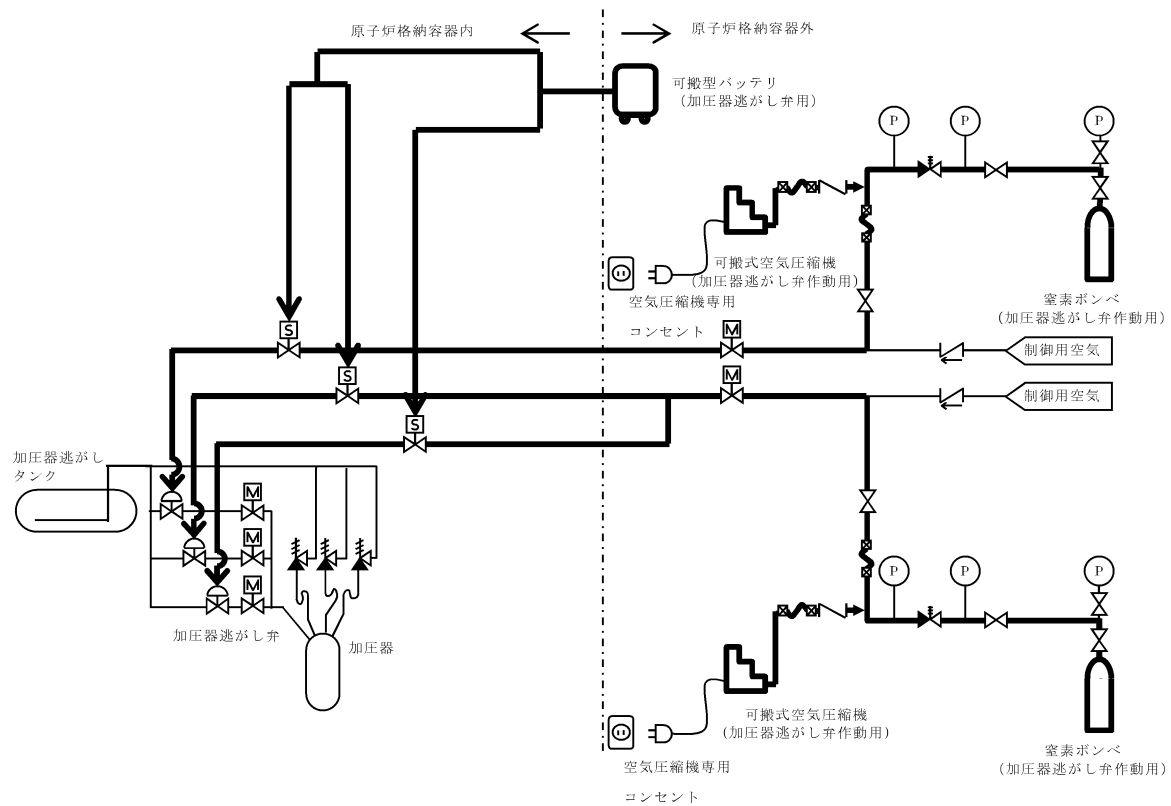 原子炉格納容器内
原子炉格納容器外
可搬型バッテリ
（加圧器逃がし弁用）
P
P
P
可搬式空気圧縮機
(加圧器逃がし弁作動用)
空気圧縮機専用
コンセント
窒素ボンベ
(加圧器逃がし弁作動用)
S
M
制御用空気
S
M
制御用空気
S
加圧器逃がし
タンク
M
M
M
加圧器逃がし弁
加圧器
P
P
P
可搬式空気圧縮機
(加圧器逃がし弁作動用)
空気圧縮機専用
コンセント
窒素ボンベ
(加圧器逃がし弁作動用)